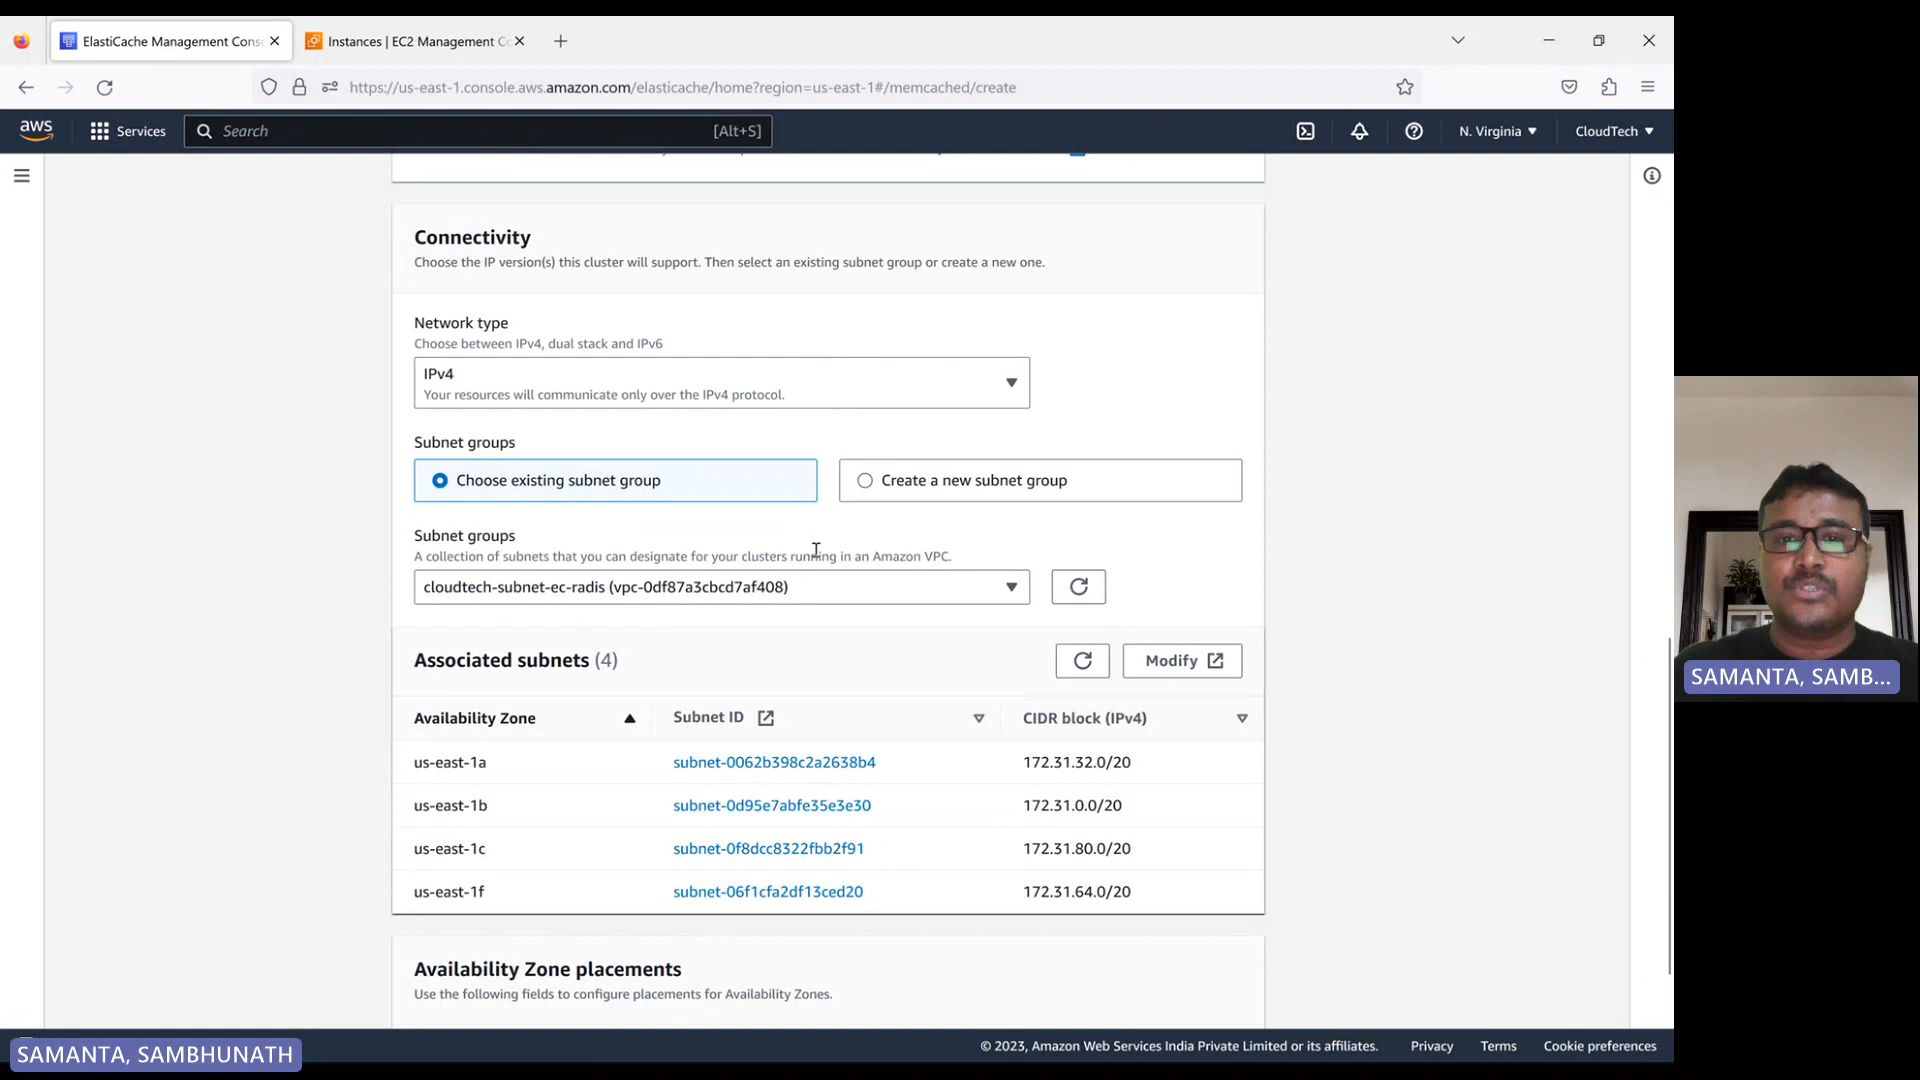 ElastiCache Management Cons
Instances | EC2 Management C
https://us-east-1.console.aws.amazon.com/elasticache/home?region=us-east-1#/memcached/create
aws
Services
Search
[Alt+S]
N. Virginia
CloudTech
Connectivity
Choose the IP version(s) this cluster will support. Then select an existing subnet group or create a new one.
Network type
Choose between IPv4, dual stack and IPv6
IPv4
Your resources will communicate only over the IPv4 protocol.
Subnet groups
Choose existing subnet group
Create a new subnet group
Subnet groups
A collection of subnets that you can designate for your clusters running in an Amazon VPC.
cloudtech-subnet-ec-radis (vpc-0df87a3cbcd7af408)
Associated subnets (4)
Modify
Availability Zone Subnet ID CIDR block (IPv4)
us-east-1a subnet-0062b398c2a2638b4 172.31.32.0/20
us-east-1b subnet-0d95e7abfe35e3e30 172.31.0.0/20
us-east-1c subnet-0f8dcc8322fbb2f91 172.31.80.0/20
us-east-1f subnet-06f1cfa2df13ced20 172.31.64.0/20
Availability Zone placements
Use the following fields to configure placements for Availability Zones.
© 2023, Amazon Web Services India Private Limited or its affiliates.
Privacy
Terms
Cookie preferences
SAMANTA, SAMBHUNATH
SAMANTA, SAMB...